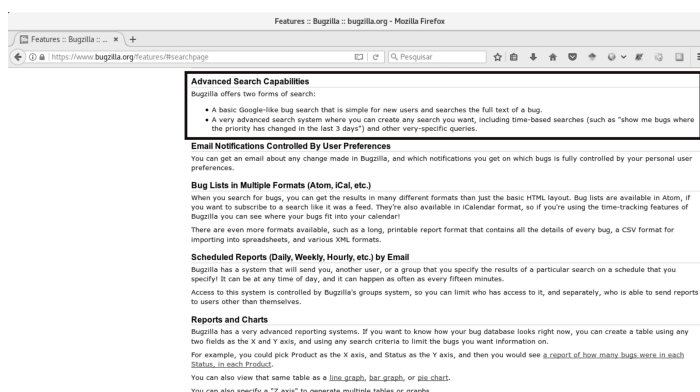 Features :: Bugzilla :: bugzilla.org - Mozilla Firefox
Features :: Bugzilla :: ... × +
https://www.bugzilla.org/features/#searchpage
Pesquisar
Advanced Search Capabilities
Bugzilla offers two forms of search:
• A basic Google-like bug search that is simple for new users and searches the full text of a bug.
• A very advanced search system where you can create any search you want, including time-based searches (such as "show me bugs where
the priority has changed in the last 3 days") and other very-specific queries.
Email Notifications Controlled By User Preferences
You can get an email about any change made in Bugzilla, and which notifications you get on which bugs is fully controlled by your personal user
preferences.
Bug Lists in Multiple Formats (Atom, iCal, etc.)
When you search for bugs, you can get the results in many different formats than just the basic HTML layout. Bug lists are available in Atom, if
you want to subscribe to a search like it was a feed. They're also available in iCalendar format, so if you're using the time-tracking features of
Bugzilla you can see where your bugs fit into your calendar!
There are even more formats available, such as a long, printable report format that contains all the details of every bug, a CSV format for
importing into spreadsheets, and various XML formats.
Scheduled Reports (Daily, Weekly, Hourly, etc.) by Email
Bugzilla has a system that will send you, another user, or a group that you specify the results of a particular search on a schedule that you
specify! It can be at any time of day, and it can happen as often as every fifteen minutes.
Access to this system is controlled by Bugzilla's groups system, so you can limit who has access to it, and separately, who is able to send reports
to users other than themselves.
Reports and Charts
Bugzilla has a very advanced reporting systems. If you want to know how your bug database looks right now, you can create a table using any
two fields as the X and Y axis, and using any search criteria to limit the bugs you want information on.
For example, you could pick Product as the X axis, and Status as the Y axis, and then you would see a report of how many bugs were in each
Status, in each Product.
You can also view that same table as a line graph, bar graph, or pie chart.
You can also specify a "Z axis" to generate multiple tables or graphs.